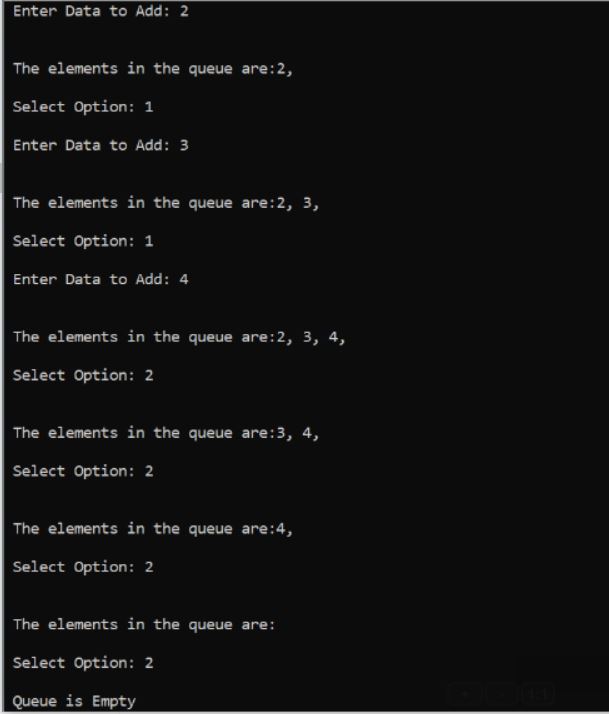 Enter Data to Add: 2
The elements in the queue are:2,
Select Option: 1
Enter Data to Add: 3
The elements in the queue are:2, 3,
Select Option: 1
Enter Data to Add: 4
The elements in the queue are:2, 3, 4,
Select Option: 2
The elements in the queue are:3, 4,
Select Option: 2
The elements in the queue are:4,
Select Option: 2
The elements in the queue are:
Select Option: 2
Queue is Empty
+ - 1:1